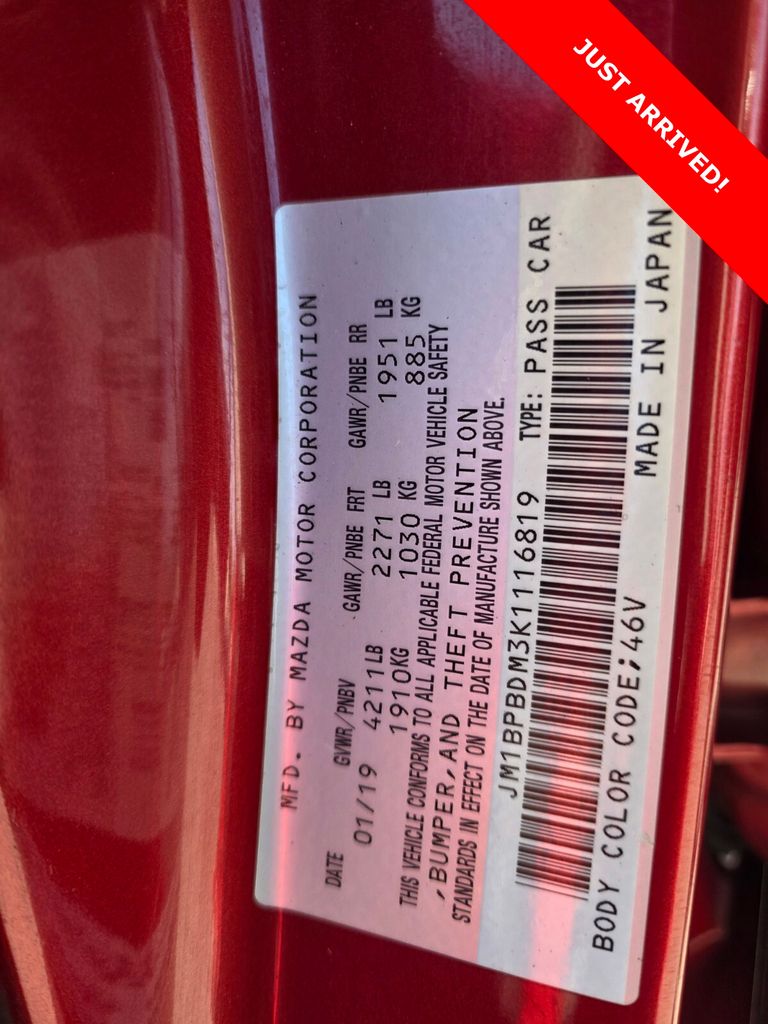 JUST ARRIVED!
MFD. BY MAZDA MOTOR CORPORATION
DATE GVWR/PNBV GAWR/PNBE FRT GAWR/PNBE RR
01/19 4211LB 2271 LB 1951 LB
1910KG 1030 KG 885 KG
THIS VEHICLE CONFORMS TO ALL APPLICABLE FEDERAL MOTOR VEHICLE SAFETY
,BUMPER,AND THEFT PREVENTION
STANDARDS IN EFFECT ON THE DATE OF MANUFACTURE SHOWN ABOVE.
JM1BPBDM3K1116819 TYPE: PASS CAR
BODY COLOR CODE;46V MADE IN JAPAN